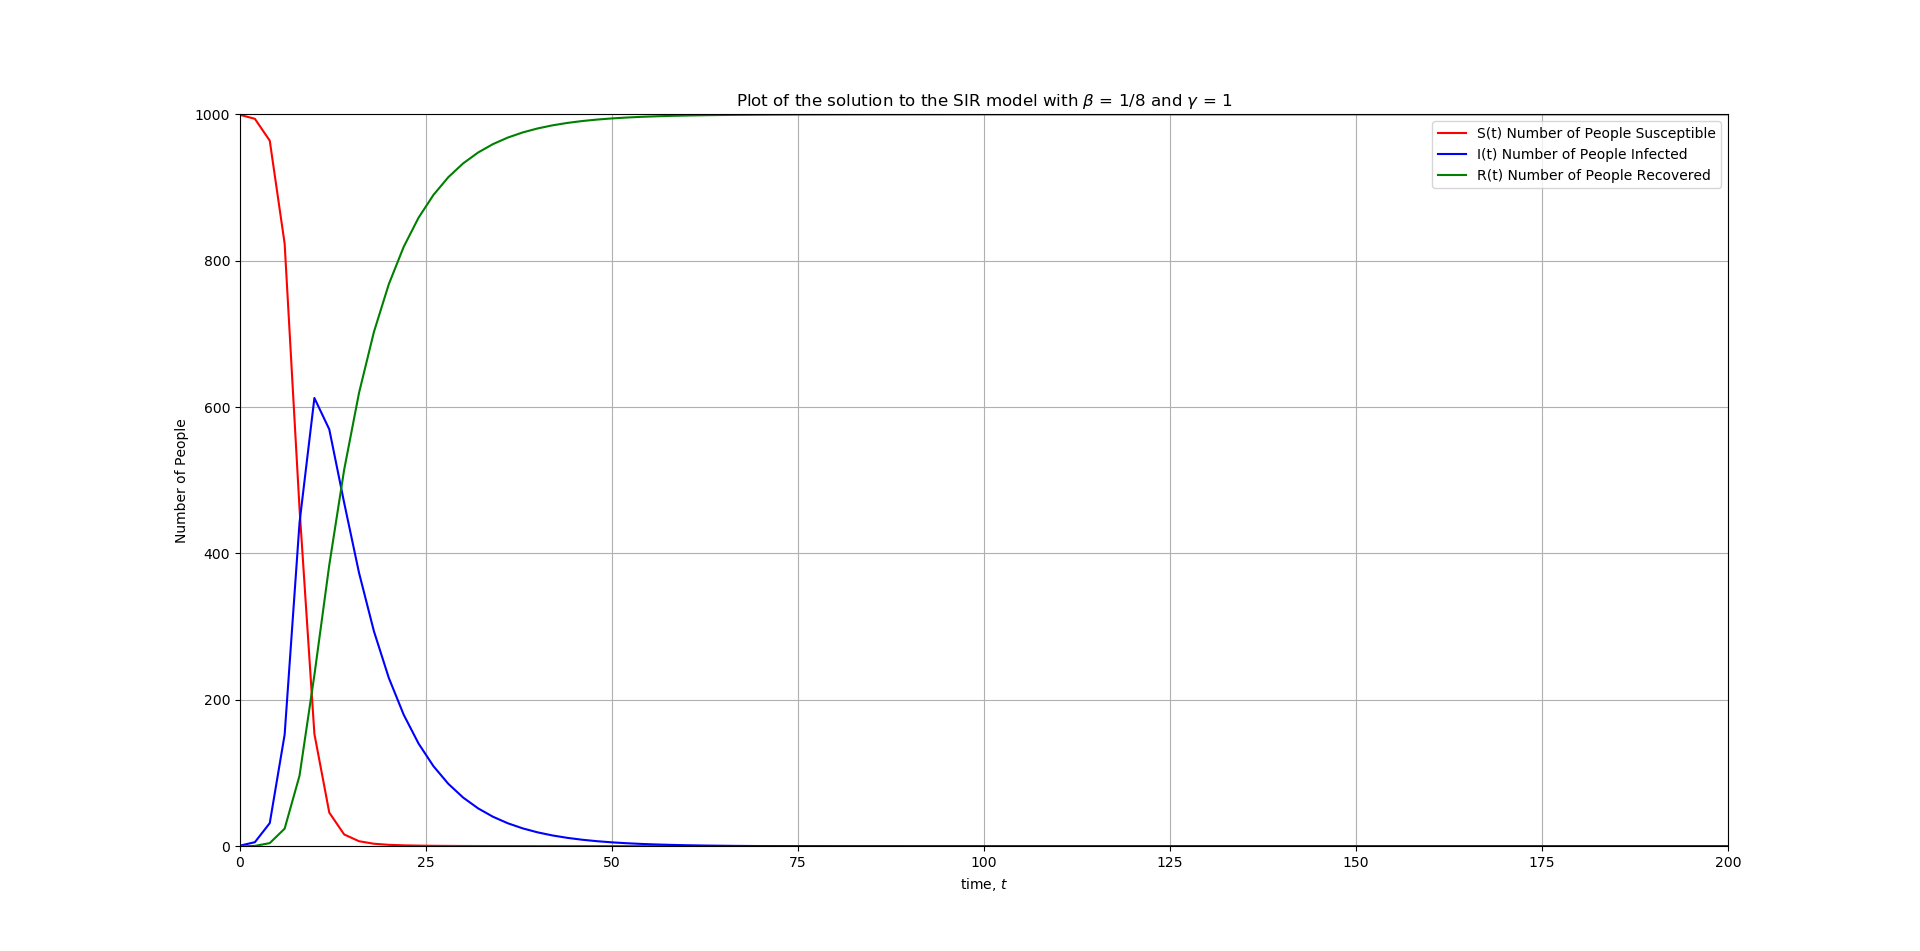 Plot of the solution to the SIR model with β = 1/8 and γ = 1
S(t) Number of People Susceptible
I(t) Number of People Infected
R(t) Number of People Recovered
Number of People
1000
800
600
400
200
0
0 25 50 75 100 125 150 175 200
time, t